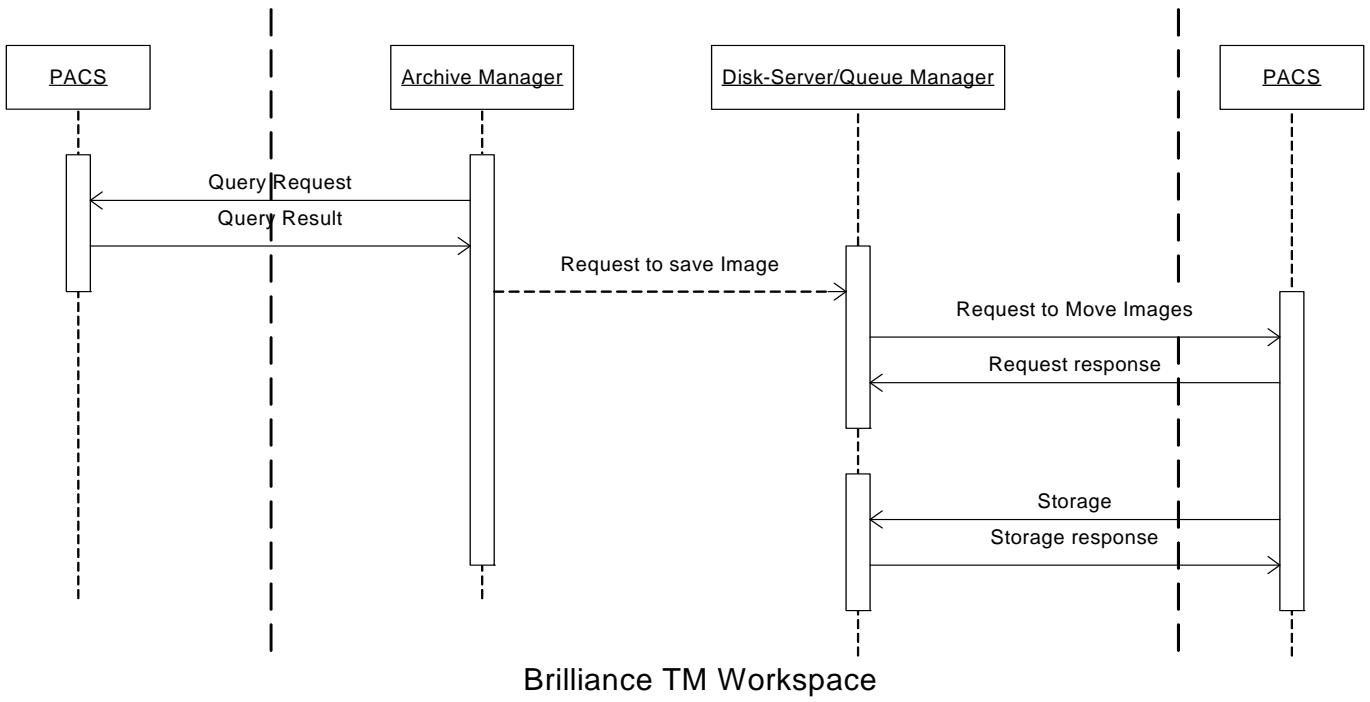 PACS
Archive Manager
Disk-Server/Queue Manager
PACS
Query Request
Query Result
Request to save Image
Request to Move Images
Request response
Storage
Storage response
Brilliance TM Workspace